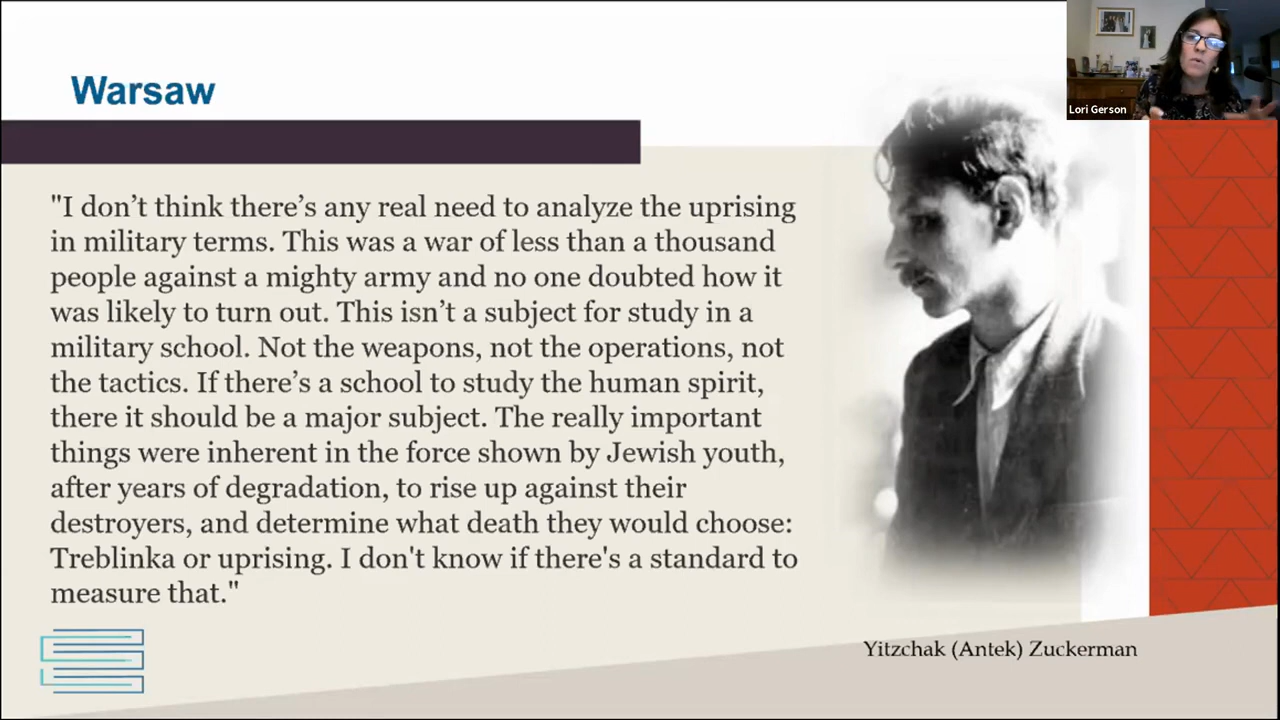 Lori Gerson
Warsaw
"I don’t think there’s any real need to analyze the uprising
in military terms. This was a war of less than a thousand
people against a mighty army and no one doubted how it
was likely to turn out. This isn’t a subject for study in a
military school. Not the weapons, not the operations, not
the tactics. If there’s a school to study the human spirit,
there it should be a major subject. The really important
things were inherent in the force shown by Jewish youth,
after years of degradation, to rise up against their
destroyers, and determine what death they would choose:
Treblinka or uprising. I don't know if there's a standard to
measure that."
Yitzchak (Antek) Zuckerman